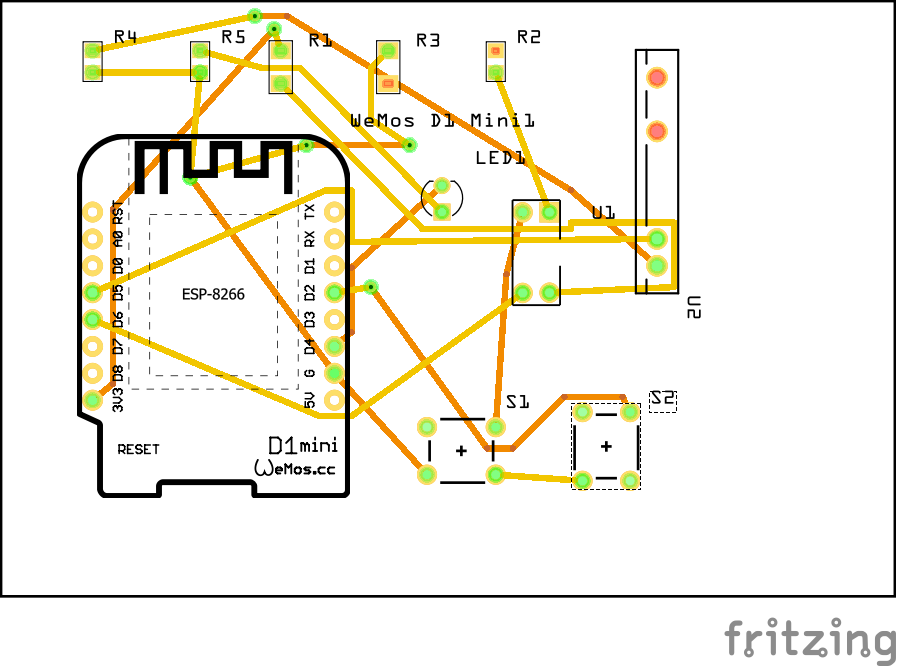 R4
R5
R1
R3
R2
WeMos D1 Mini1
LED1
U1
U2
S1
S2
RST
A0
D0
D5
D6
D7
D8
3V3
TX
RX
D1
D2
D3
D4
G
5V
ESP-8266
RESET
D1mini
WeMos.cc
fritzing